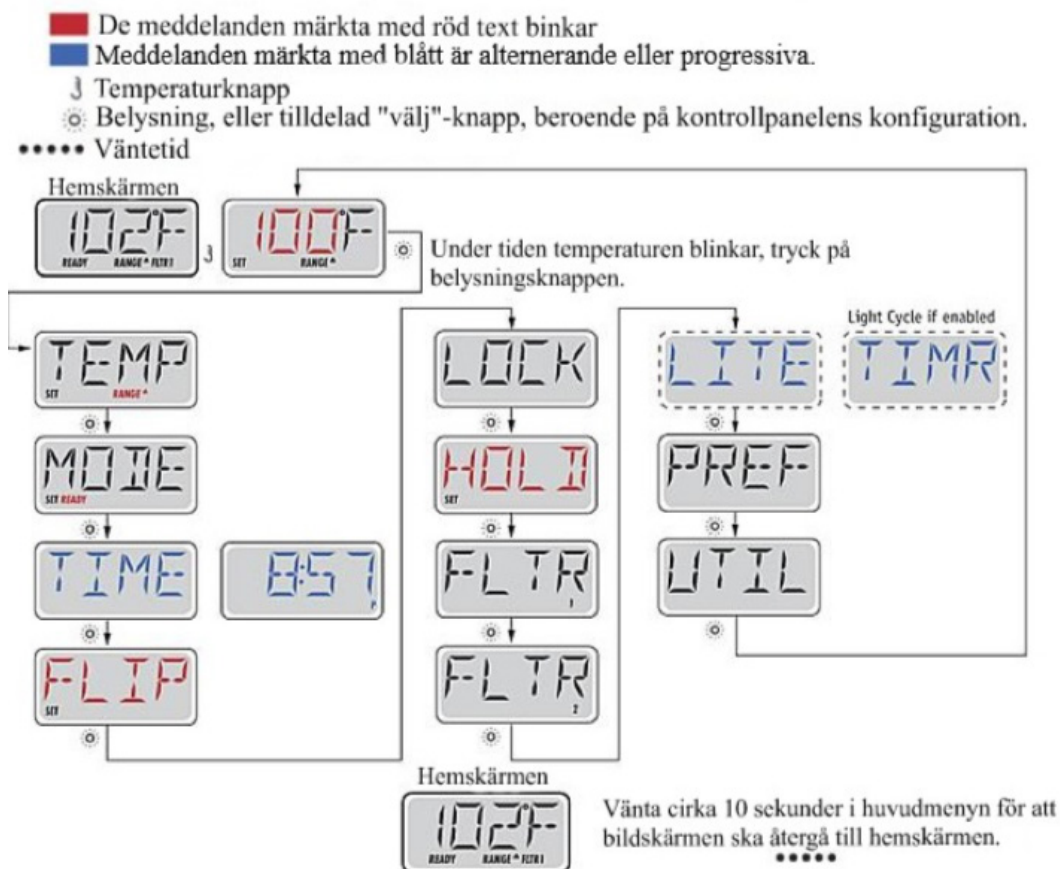 De meddelanden märkta med röd text binkar
Meddelanden märkta med blått är alternerande eller progressiva.
Temperaturknapp
Belysning, eller tilldelad "välj"-knapp, beroende på kontrollpanelens konfiguration.
Väntetid
Hemskärmen
102°F
READY RANGE FLTR1
100°F
SET RANGE
Under tiden temperaturen blinkar, tryck på
belysningsknappen.
TEMP
SET RANGE
MODE
SET READY
TIME
8:57
P
FLIP
SET
LOCK
HOLD
SET
FLTR
1
FLTR
2
Light Cycle if enabled
LITE
TIMR
PREF
UTIL
Hemskärmen
102°F
READY RANGE FLTR1
Vänta cirka 10 sekunder i huvudmenyn för att
bildskärmen ska återgå till hemskärmen.